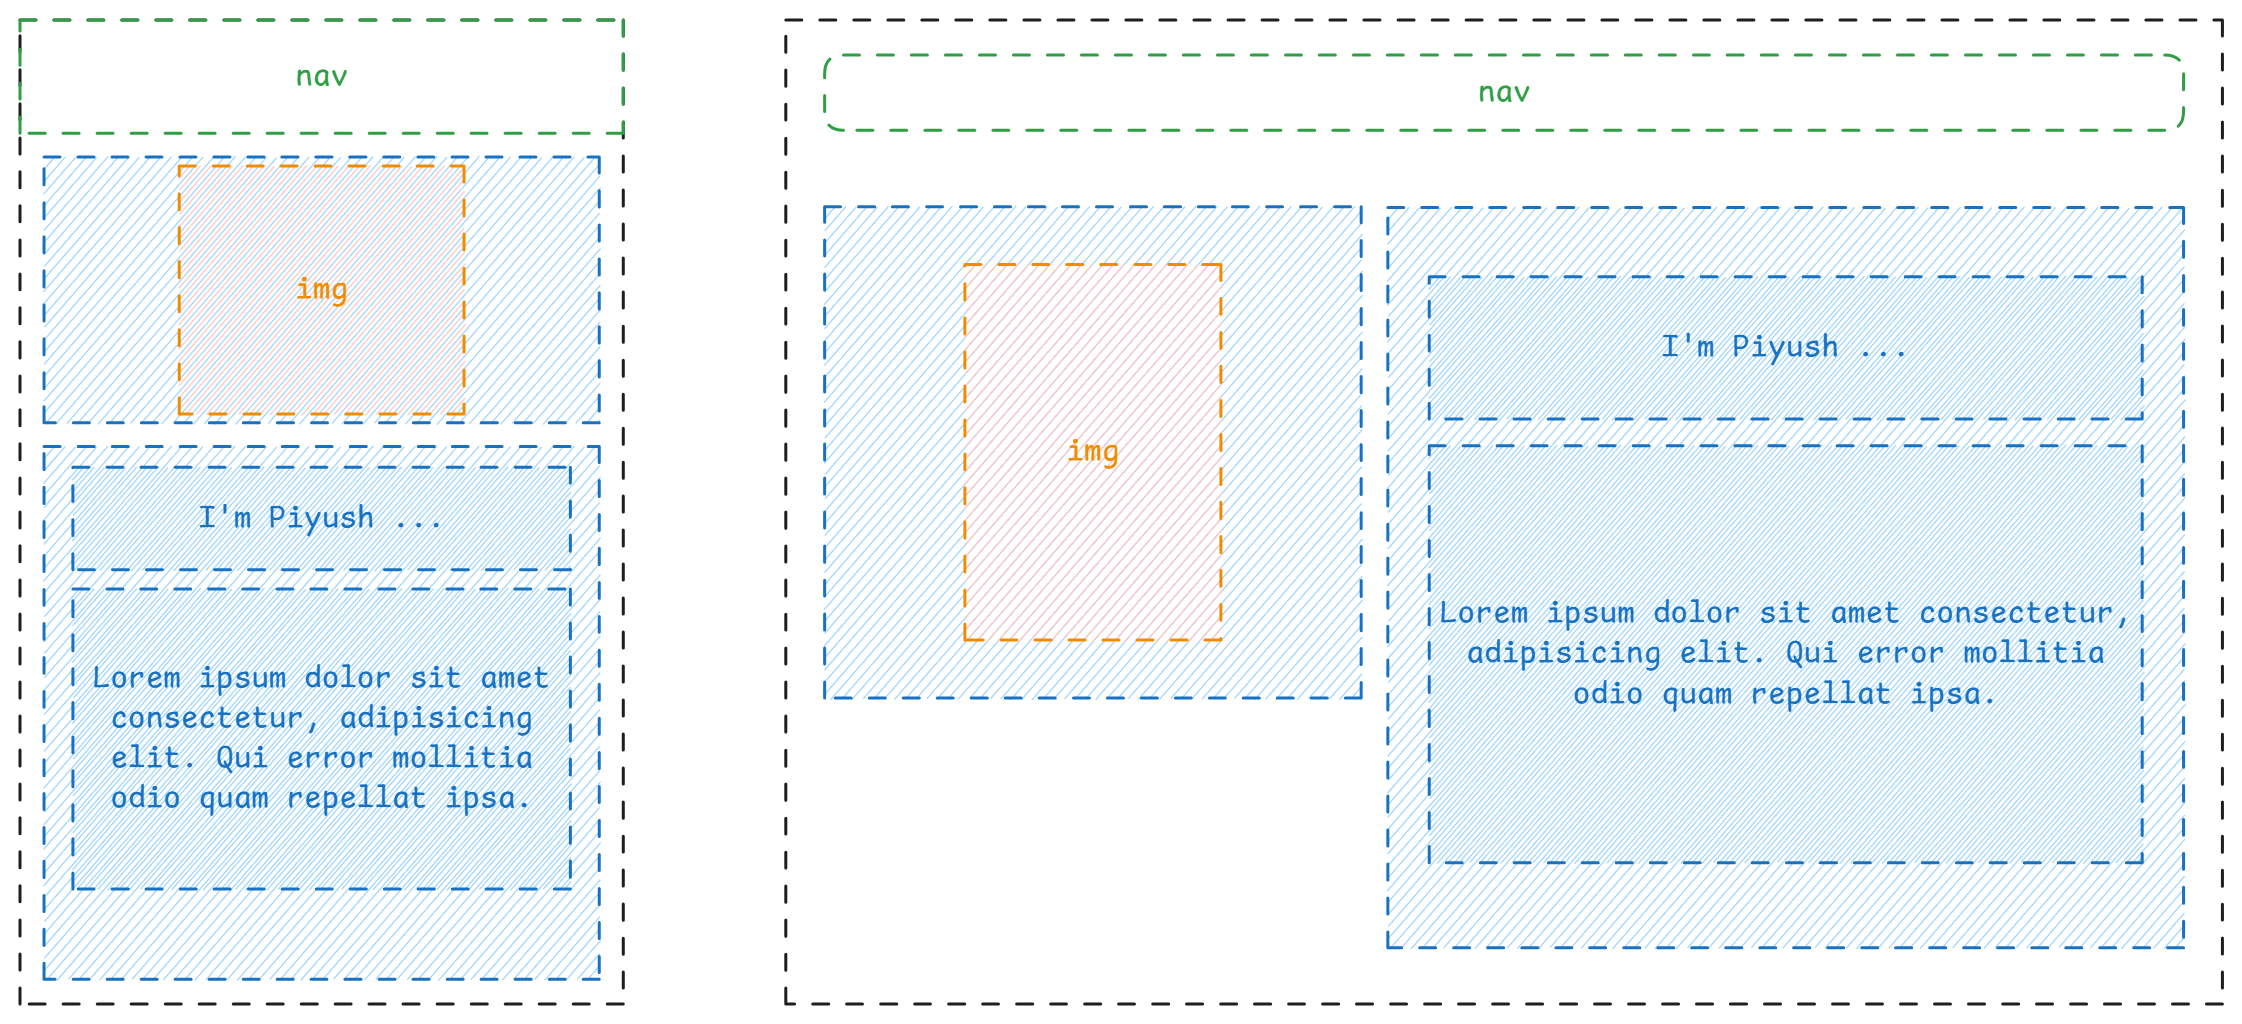 nav
img
I'm Piyush ...
Lorem ipsum dolor sit amet
consectetur, adipisicing
elit. Qui error mollitia
odio quam repellat ipsa.
nav
img
I'm Piyush ...
Lorem ipsum dolor sit amet consectetur,
adipisicing elit. Qui error mollitia
odio quam repellat ipsa.